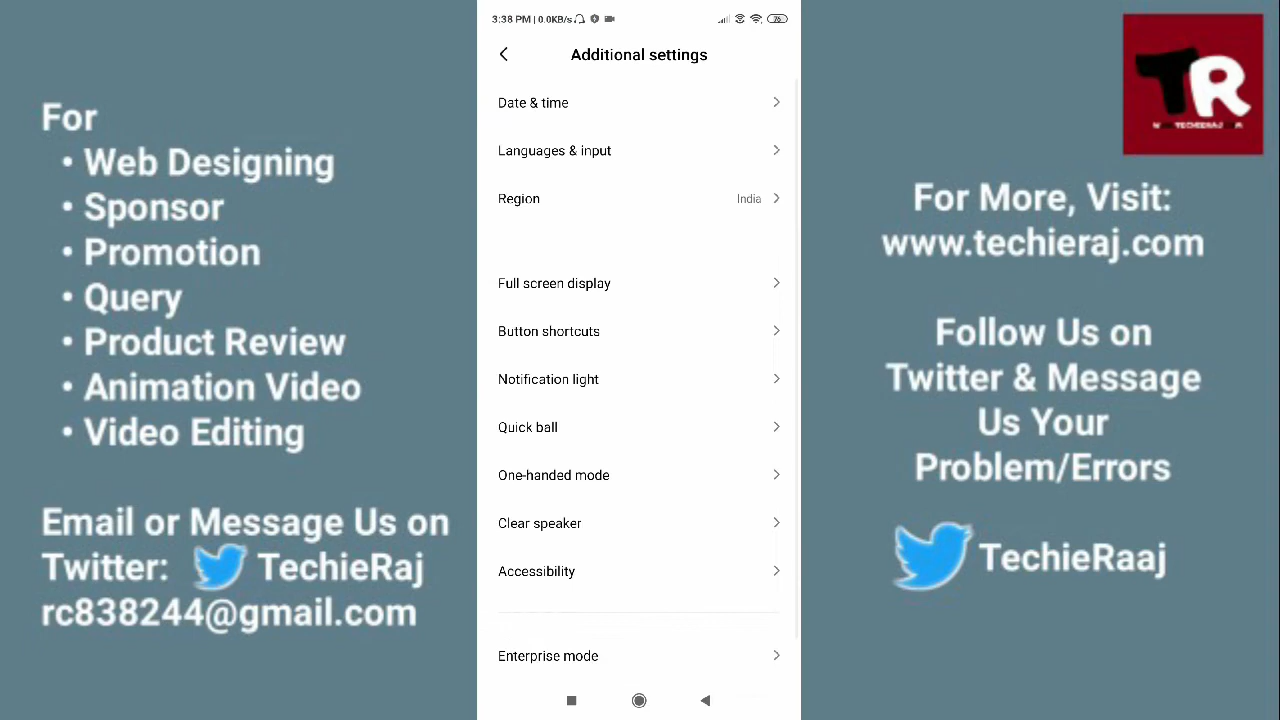 For
• Web Designing
• Sponsor
• Promotion
• Query
• Product Review
• Animation Video
• Video Editing
Email or Message Us on
Twitter: TechieRaj
rc838244@gmail.com
3:38 PM | 0.0KB/s
76
Additional settings
Date & time
Languages & input
Region India
Full screen display
Button shortcuts
Notification light
Quick ball
One-handed mode
Clear speaker
Accessibility
Enterprise mode
TR
For More, Visit:
www.techieraj.com
Follow Us on
Twitter & Message
Us Your
Problem/Errors
TechieRaaj